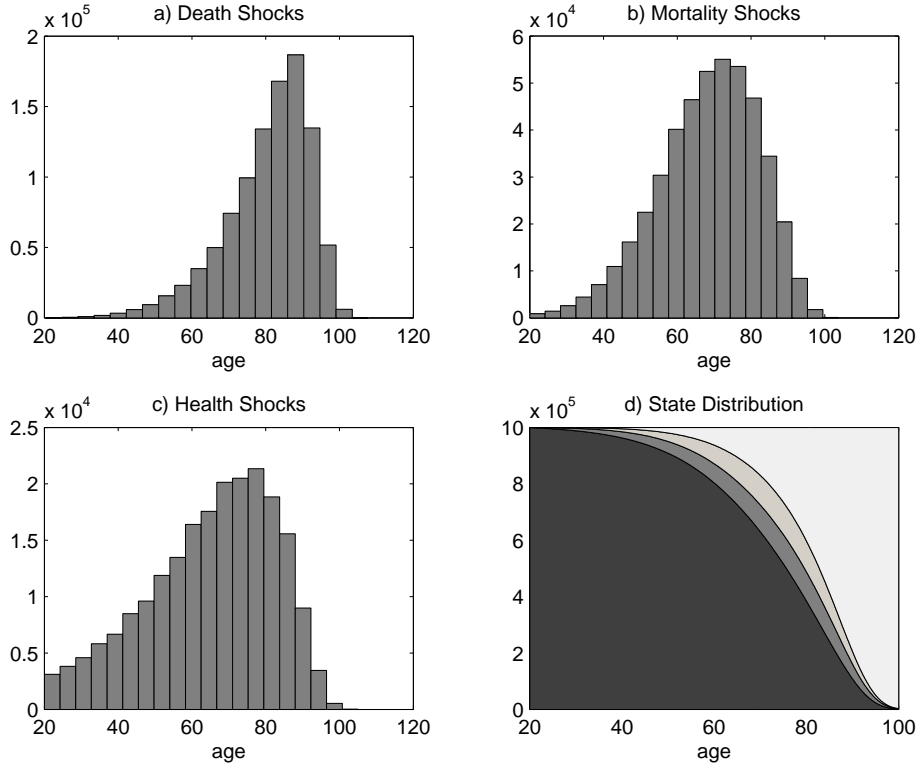 a) Death Shocks
x 10^5
2
1.5
1
0.5
0
20 40 60 80 100 120
age
b) Mortality Shocks
x 10^4
6
5
4
3
2
1
0
20 40 60 80 100 120
age
c) Health Shocks
x 10^4
2.5
2
1.5
1
0.5
0
20 40 60 80 100 120
age
d) State Distribution
x 10^5
10
8
6
4
2
0
20 40 60 80 100
age